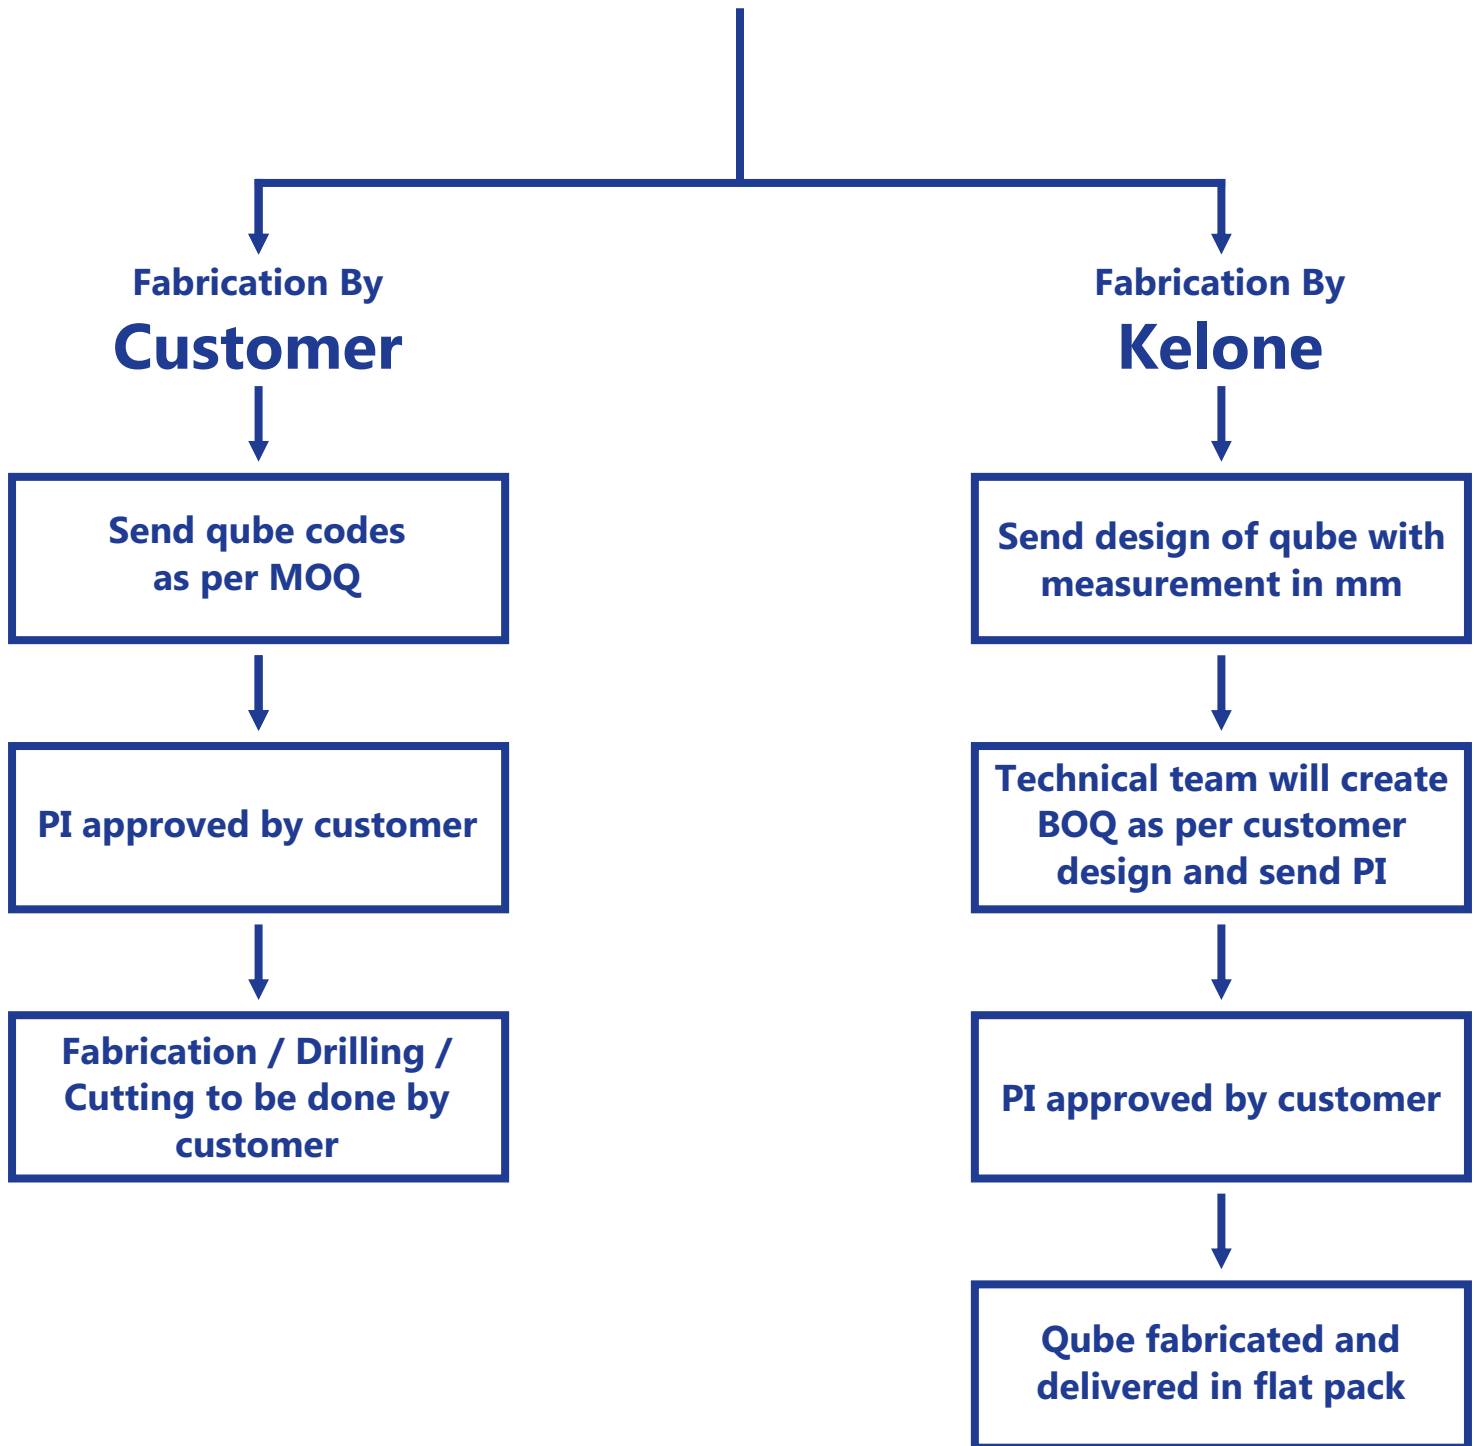 Fabrication By
Customer
Send qube codes
as per MOQ
PI approved by customer
Fabrication / Drilling /
Cutting to be done by
customer
Fabrication By
Kelone
Send design of qube with
measurement in mm
Technical team will create
BOQ as per customer
design and send PI
PI approved by customer
Qube fabricated and
delivered in flat pack